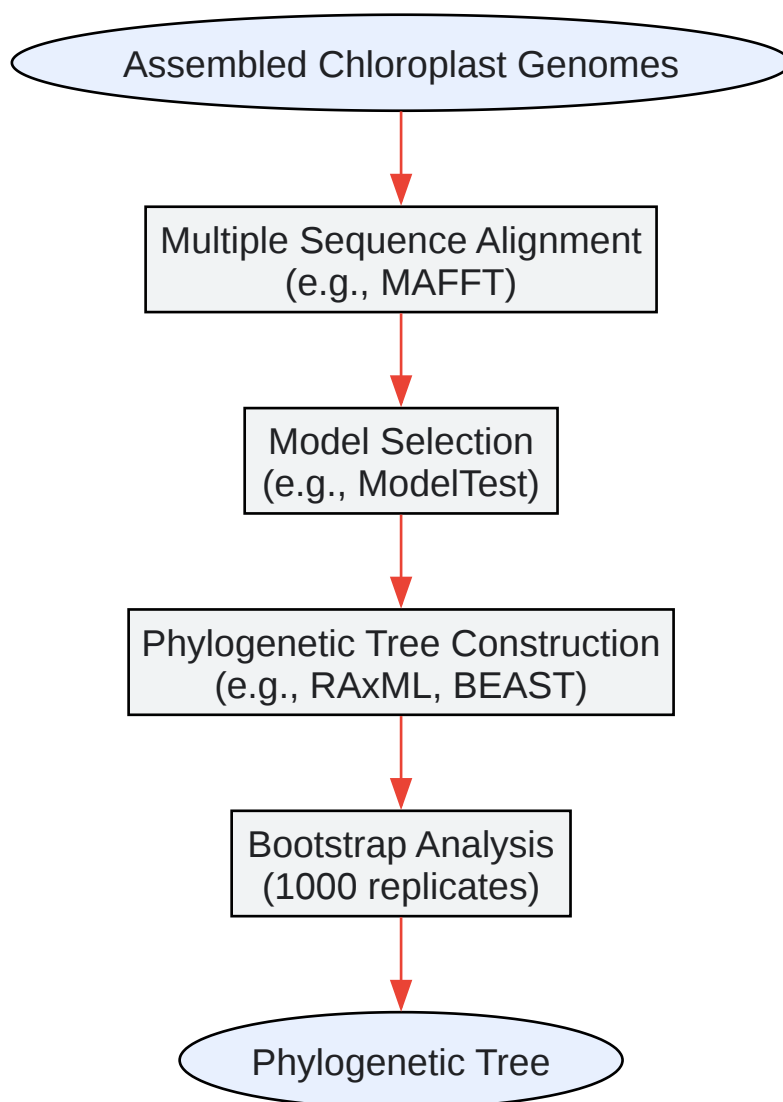 Assembled Chloroplast Genomes
Multiple Sequence Alignment
(e.g., MAFFT)
Model Selection
(e.g., ModelTest)
Phylogenetic Tree Construction
(e.g., RAxML, BEAST)
Bootstrap Analysis
(1000 replicates)
Phylogenetic Tree